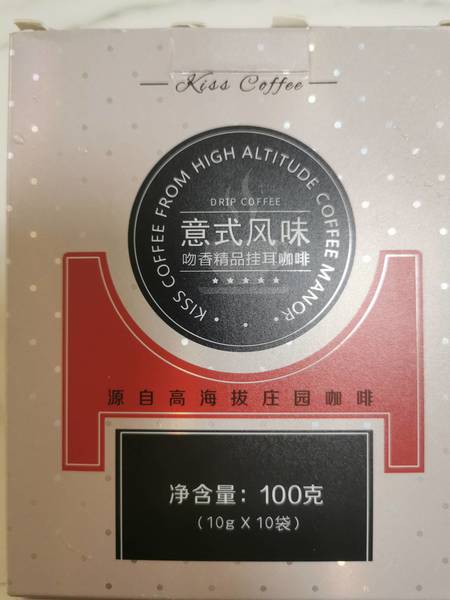 Kiss Coffee
KISS COFFEE FROM HIGH ALTITUDE COFFEE MANOR
DRIP COFFEE
意式风味
吻香精品挂耳咖啡
源自高海拔庄园咖啡
净含量：100克
（10g X 10袋）